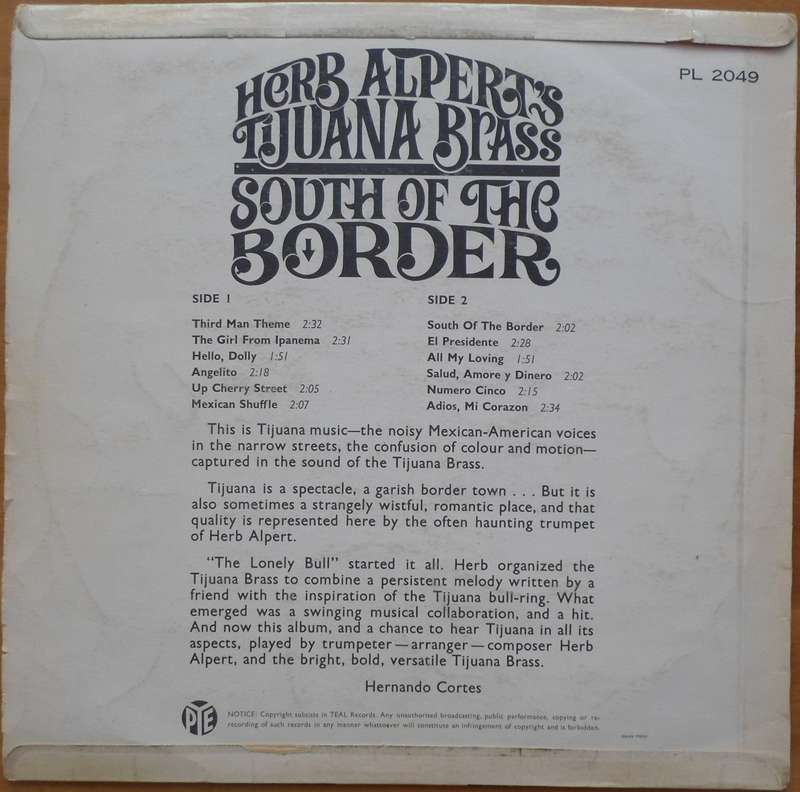 PL 2049
HERB ALPERT'S
TIJUANA BRASS
SOUTH OF THE
BORDER
SIDE 1
Third Man Theme 2:32
The Girl From Ipanema 2:31
Hello, Dolly 1:51
Angelito 2:18
Up Cherry Street 2:05
Mexican Shuffle 2:07
SIDE 2
South Of The Border 2:02
El Presidente 2:28
All My Loving 1:51
Salud, Amore y Dinero 2:02
Numero Cinco 2:15
Adios, Mi Corazon 2:34
This is Tijuana music—the noisy Mexican-American voices
in the narrow streets, the confusion of colour and motion—
captured in the sound of the Tijuana Brass.
Tijuana is a spectacle, a garish border town . . . But it is
also sometimes a strangely wistful, romantic place, and that
quality is represented here by the often haunting trumpet
of Herb Alpert.
"The Lonely Bull" started it all. Herb organized the
Tijuana Brass to combine a persistent melody written by a
friend with the inspiration of the Tijuana bull-ring. What
emerged was a swinging musical collaboration, and a hit.
And now this album, and a chance to hear Tijuana in all its
aspects, played by trumpeter—arranger—composer Herb
Alpert, and the bright, bold, versatile Tijuana Brass.
Hernando Cortes
PYE
NOTICE: Copyright subsists in TEAL Records. Any unauthorised broadcasting, public performance, copying or re-
recording of such records in any manner whatsoever will constitute an infringement of copyright and is forbidden.